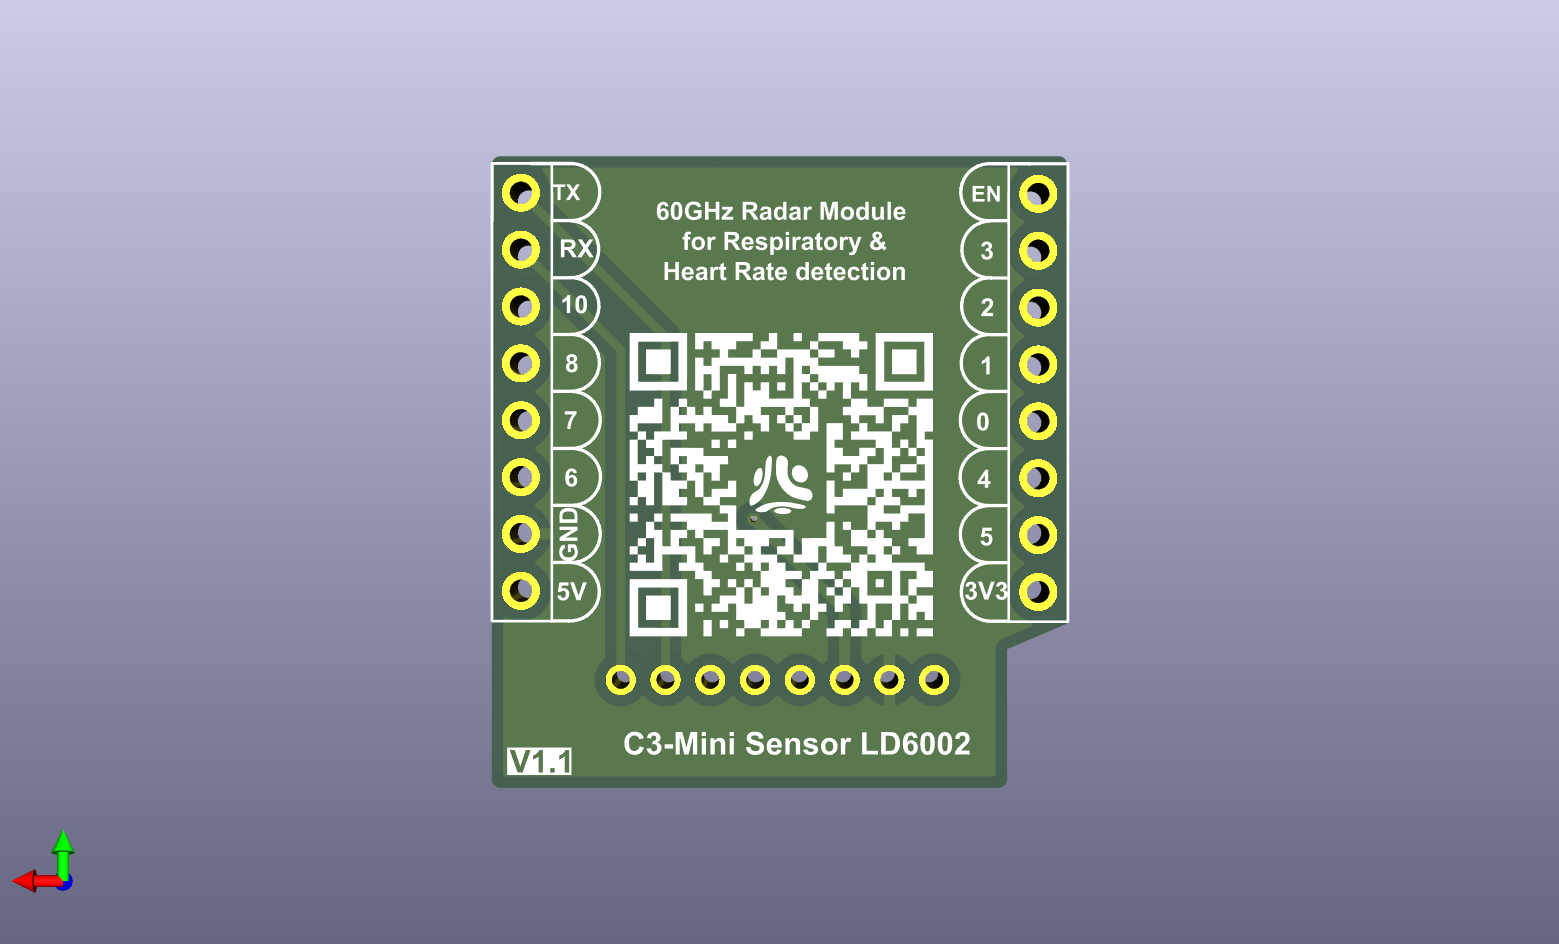 60GHz Radar Module
for Respiratory &
Heart Rate detection
TX
RX
10
8
7
6
GND
5V
EN
3
2
1
0
4
5
3V3
C3-Mini Sensor LD6002
V1.1